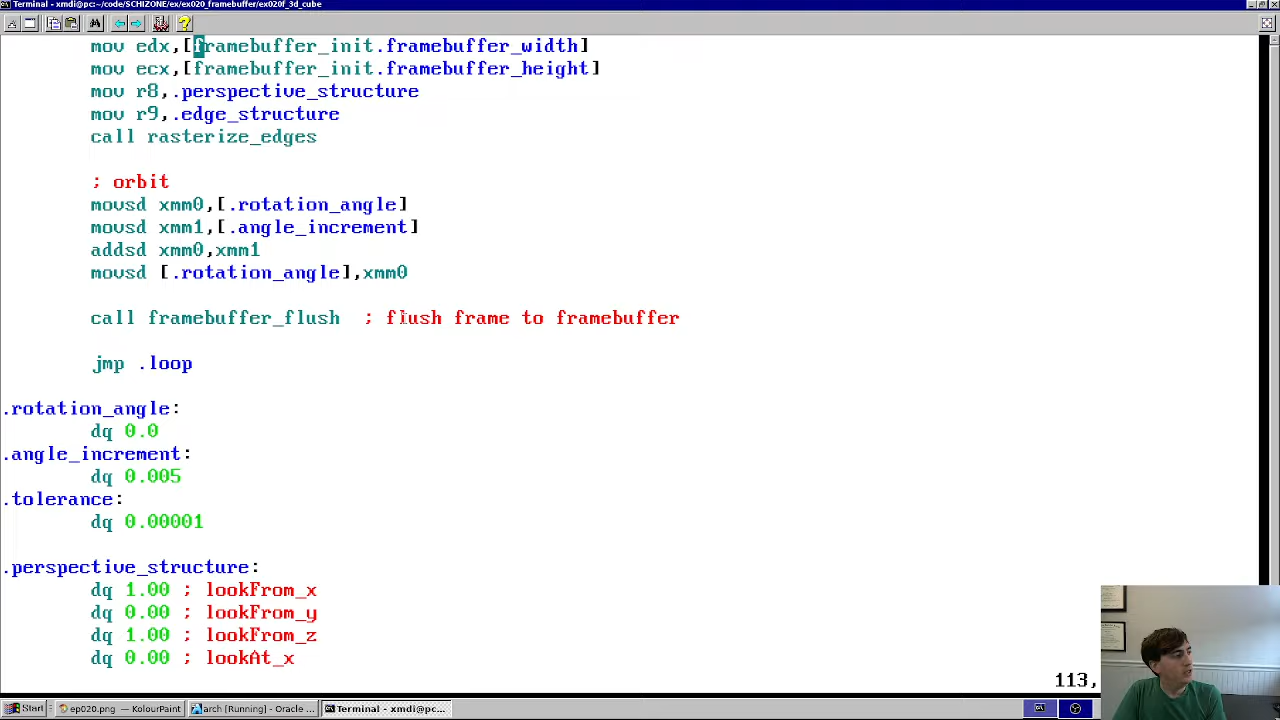 Terminal - xmdi@pc:~/code/SCHIZONE/ex/ex020_framebuffer/ex020f_3d_cube
mov edx,[framebuffer_init.framebuffer_width]
mov ecx,[framebuffer_init.framebuffer_height]
mov r8,.perspective_structure
mov r9,.edge_structure
call rasterize_edges
; orbit
movsd xmm0,[.rotation_angle]
movsd xmm1,[.angle_increment]
addsd xmm0,xmm1
movsd [.rotation_angle],xmm0
call framebuffer_flush ; flush frame to framebuffer
jmp .loop
.rotation_angle:
dq 0.0
.angle_increment:
dq 0.005
.tolerance:
dq 0.00001
.perspective_structure:
dq 1.00 ; lookFrom_x
dq 0.00 ; lookFrom_y
dq 1.00 ; lookFrom_z
dq 0.00 ; lookAt_x
113,
Start ep020.png — KolourPaint arch [Running] - Oracle ... Terminal - xmdi@pc...